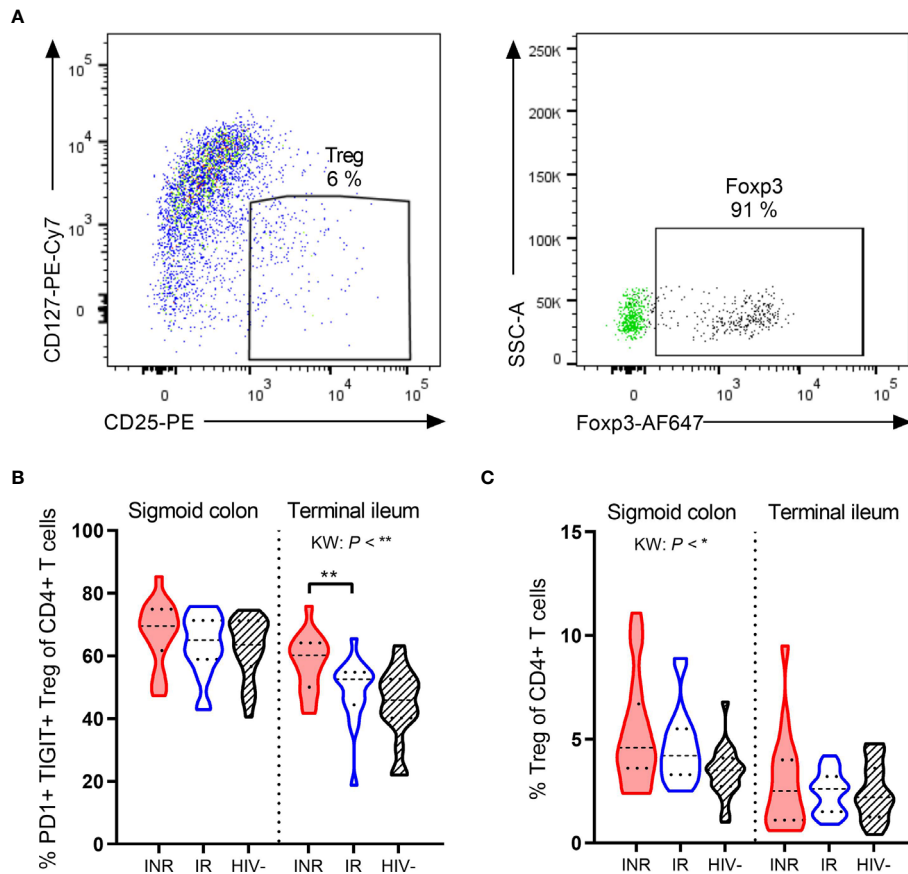 A
10^5
10^4
10^3
0
CD127-PE-Cy7
Treg
6 %
0
10^3
10^4
10^5
CD25-PE
250K
200K
150K
100K
50K
0
SSC-A
Foxp3
91 %
0
10^3
10^4
10^5
Foxp3-AF647
B
Sigmoid colon
Terminal ileum
KW: P < **
**
% PD1+ TIGIT+ Treg of CD4+ T cells
100
80
60
40
20
0
INR IR HIV- INR IR HIV-
C
Sigmoid colon
Terminal ileum
KW: P < *
% Treg of CD4+ T cells
15
10
5
0
INR IR HIV- INR IR HIV-